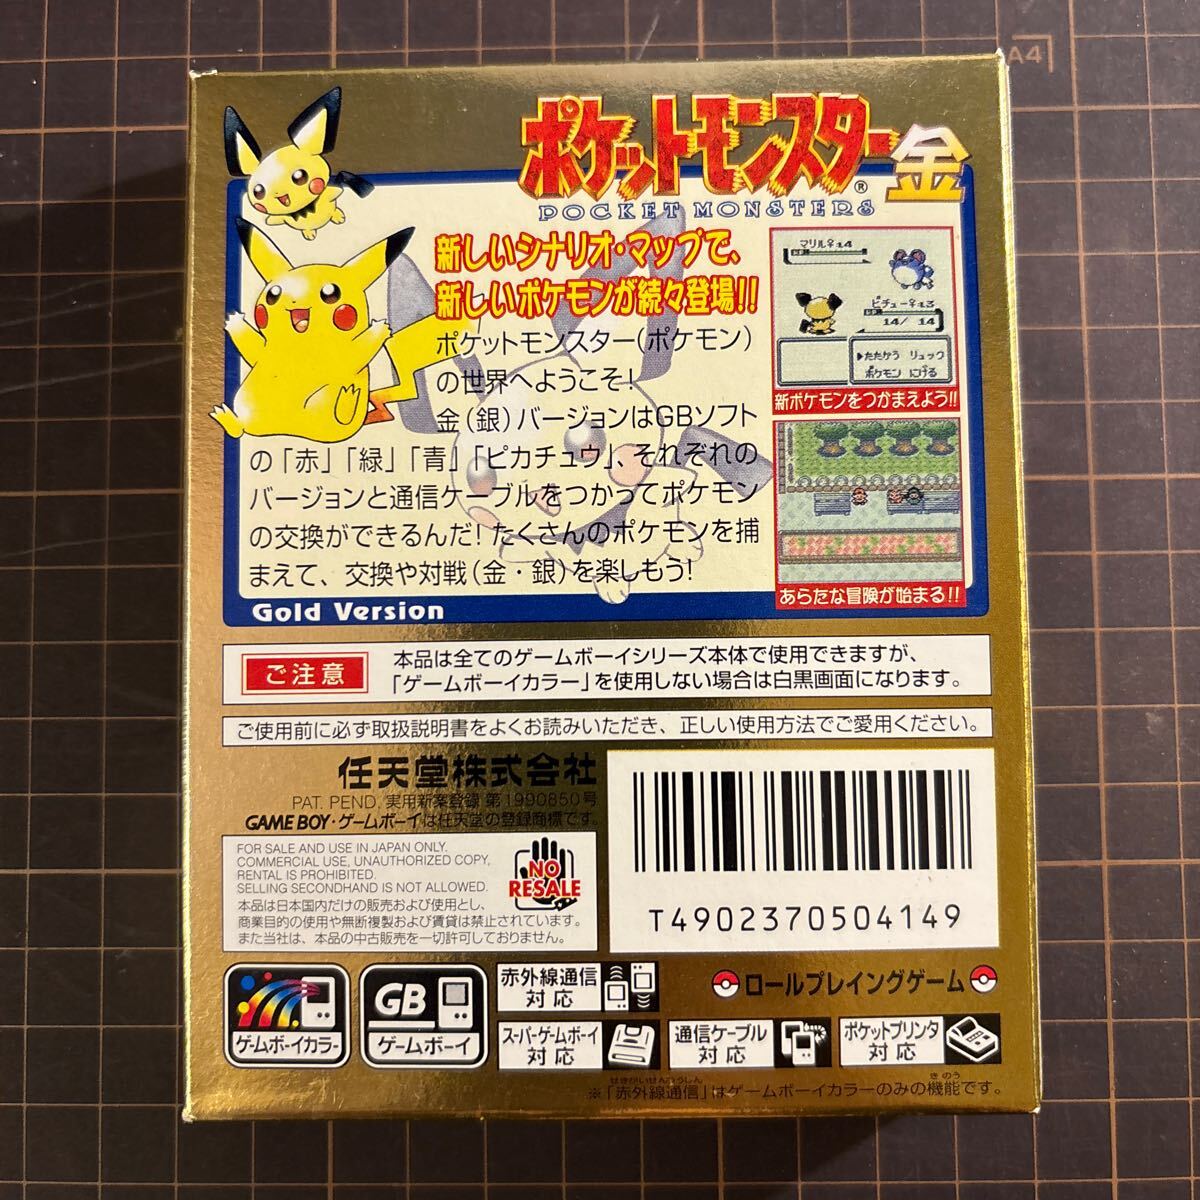 A4
ポケットモンスター金
POCKET MONSTERS
®
新しいシナリオ・マップで、
新しいポケモンが続々登場!!
ポケットモンスター(ポケモン)
の世界へようこそ!
金(銀)バージョンはGBソフト
の「赤」「緑」「青」「ピカチュウ」、それぞれの
バージョンと通信ケーブルをつかってポケモン
の交換ができるんだ! たくさんのポケモンを捕
まえて、交換や対戦(金・銀)を楽しもう!
Gold Version
マリル♀
ピチュー♀
14/ 14
▶たたかう リュック
ポケモン にげる
新ポケモンをつかまえよう!!
あらたな冒険が始まる!!
ご注意
本品は全てのゲームボーイシリーズ本体で使用できますが、
「ゲームボーイカラー」を使用しない場合は白黒画面になります。
ご使用前に必ず取扱説明書をよくお読みいただき、正しい使用方法でご愛用ください。
任天堂株式会社
PAT. PEND. 実用新案登録 第1990850号
GAME BOY・ゲームボーイは任天堂の登録商標です。
FOR SALE AND USE IN JAPAN ONLY.
COMMERCIAL USE, UNAUTHORIZED COPY,
RENTAL IS PROHIBITED.
SELLING SECONDHAND IS NOT ALLOWED.
本品は日本国内だけの販売および使用とし、
商業目的の使用や無断複製および賃貸は禁止されています。
また当社は、本品の中古販売を一切許可しておりません。
NO
RESALE
T4902370504149
ゲームボーイカラー
GB
ゲームボーイ
赤外線通信
対応
ロールプレイングゲーム
スーパーゲームボーイ
対応
通信ケーブル
対応
ポケットプリンタ
対応
せきがいせんつうしん
きのう
※「赤外線通信」はゲームボーイカラーのみの機能です。